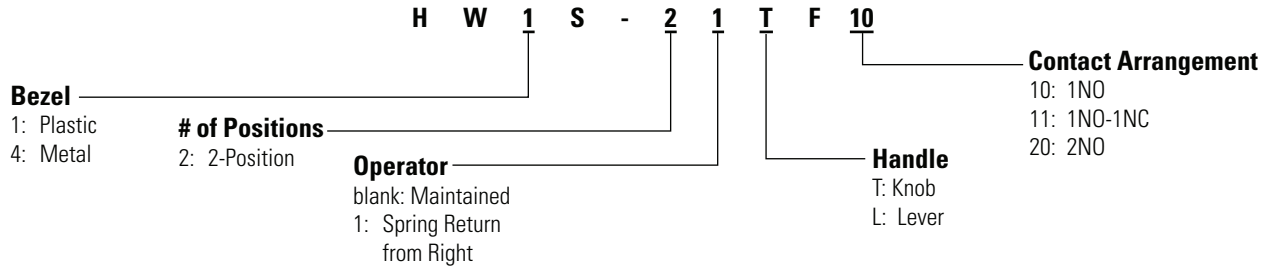 H W 1 S - 2 1 T F 10
Bezel
1: Plastic
4: Metal
# of Positions
2: 2-Position
Operator
blank: Maintained
1: Spring Return
from Right
Handle
T: Knob
L: Lever
Contact Arrangement
10: 1NO
11: 1NO-1NC
20: 2NO